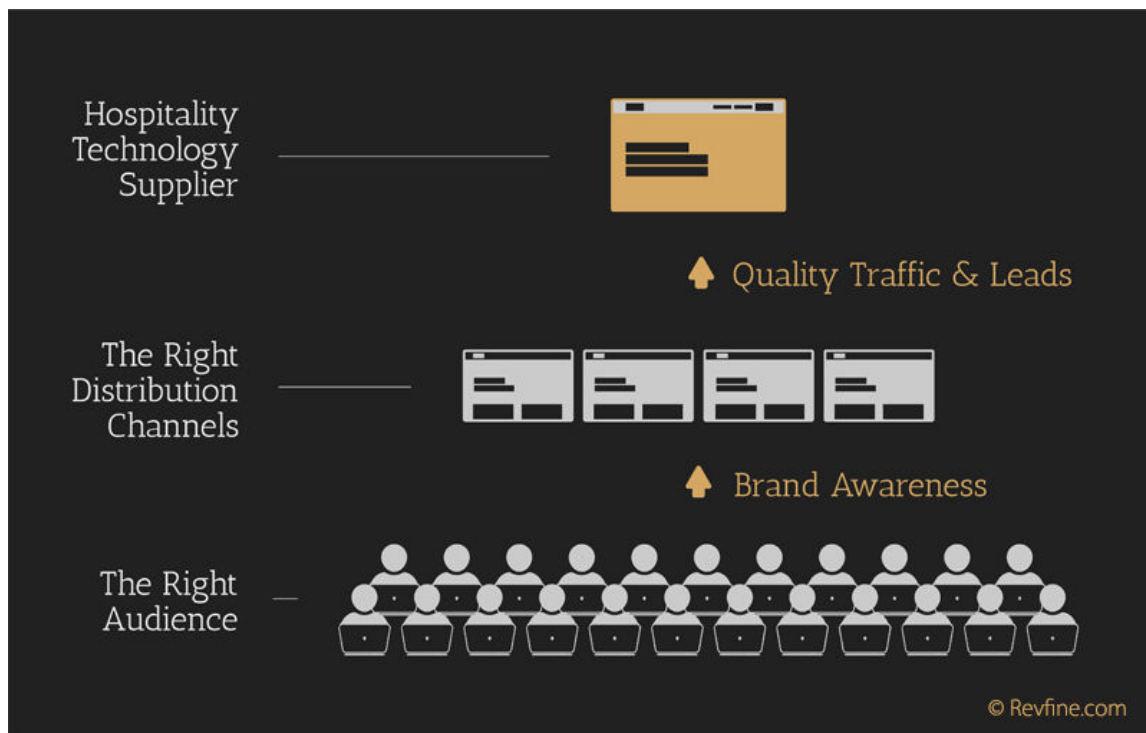 Hospitality
Technology
Supplier
Quality Traffic & Leads
The Right
Distribution
Channels
Brand Awareness
The Right
Audience
© Revfine.com